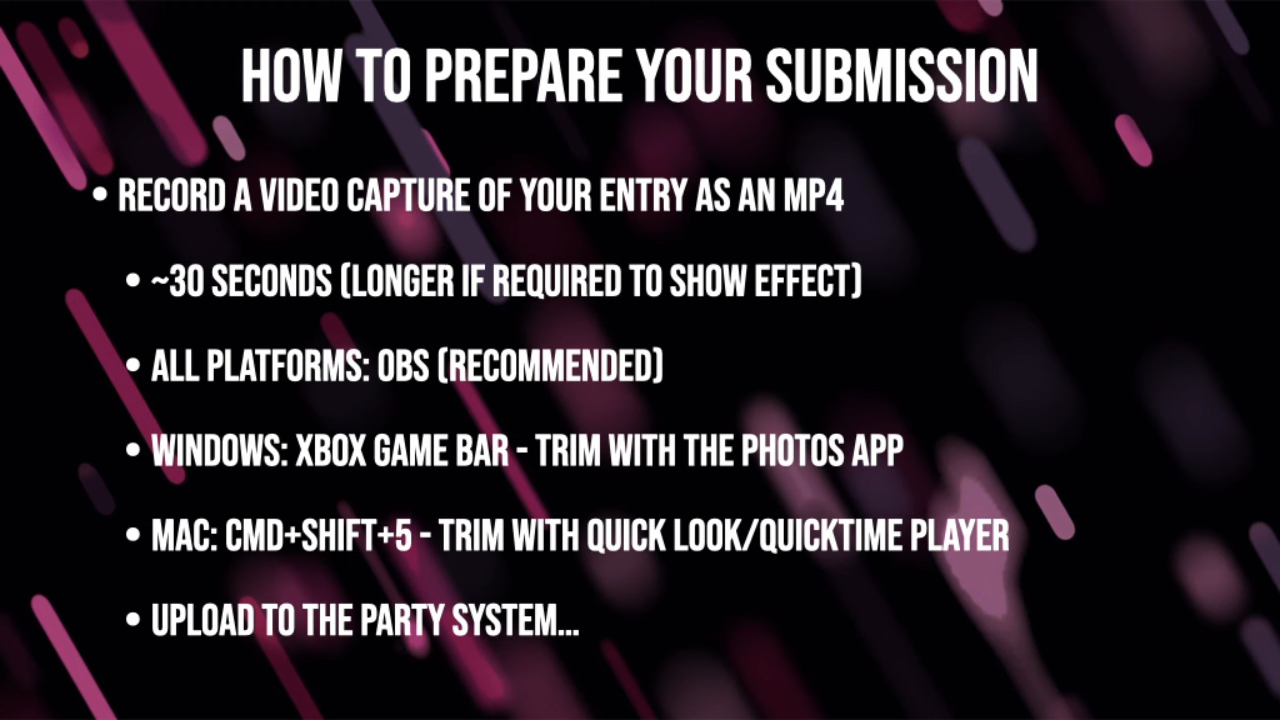 HOW TO PREPARE YOUR SUBMISSION
• RECORD A VIDEO CAPTURE OF YOUR ENTRY AS AN MP4
• ~30 SECONDS (LONGER IF REQUIRED TO SHOW EFFECT)
• ALL PLATFORMS: OBS (RECOMMENDED)
• WINDOWS: XBOX GAME BAR - TRIM WITH THE PHOTOS APP
• MAC: CMD+SHIFT+5 - TRIM WITH QUICK LOOK/QUICKTIME PLAYER
• UPLOAD TO THE PARTY SYSTEM...